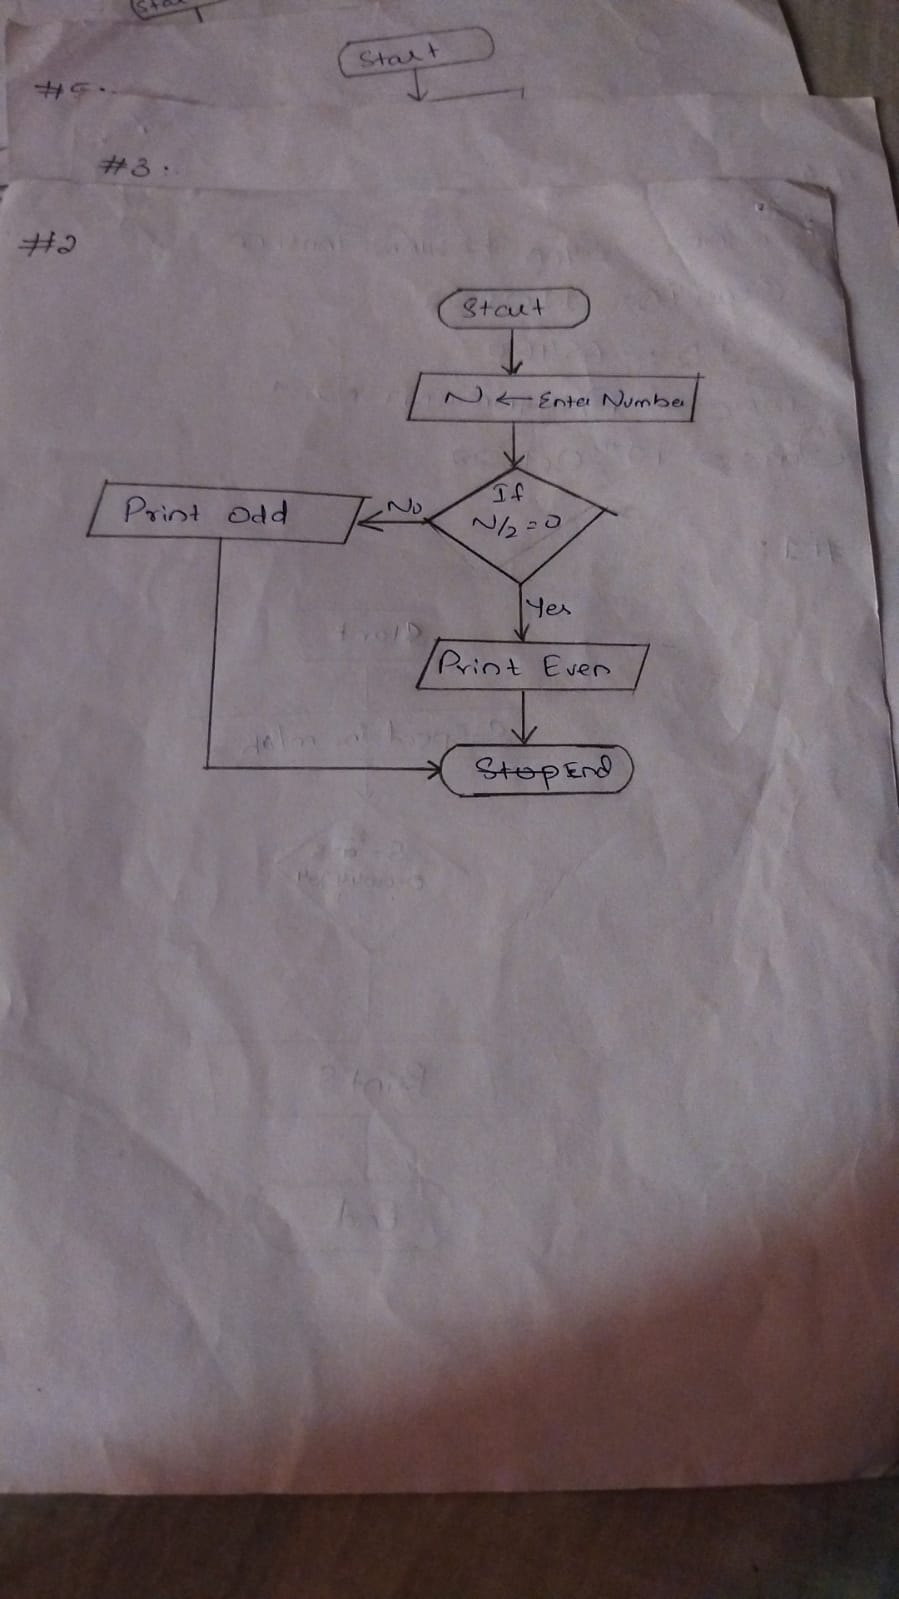 Start
#5.
#3.
#2
Start
N ← Enter Number
If
N/2=0
No
Print odd
Yes
Print Even
Stop End